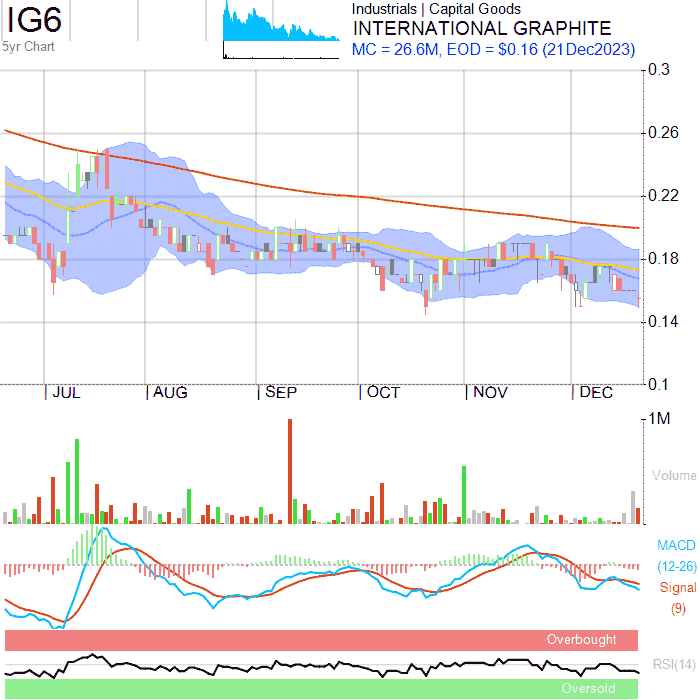 IG6
5yr Chart
Industrials | Capital Goods
INTERNATIONAL GRAPHITE
MC = 26.6M, EOD = $0.16 (21Dec2023)
0.3
0.26
0.22
0.18
0.14
0.1
JUL AUG SEP OCT NOV DEC
1M
Volume
MACD
(12-26)
Signal
(9)
Overbought
RSI(14)
Oversold